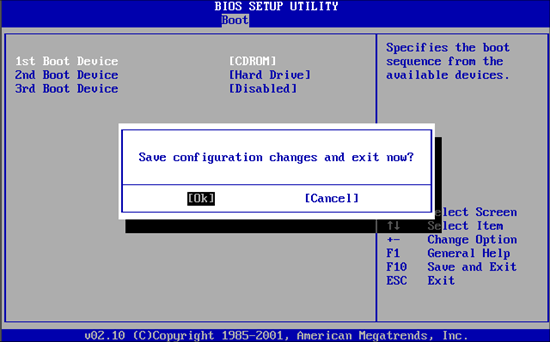 BIOS SETUP UTILITY
Boot
1st Boot Device [CDROM]
2nd Boot Device [Hard Drive]
3rd Boot Device [Disabled]
Specifies the boot
sequence from the
available devices.
Save configuration changes and exit now?
[Ok] [Cancel]
Select Screen
↑↓ Select Item
+- Change Option
F1 General Help
F10 Save and Exit
ESC Exit
v02.10 (C)Copyright 1985-2001, American Megatrends, Inc.